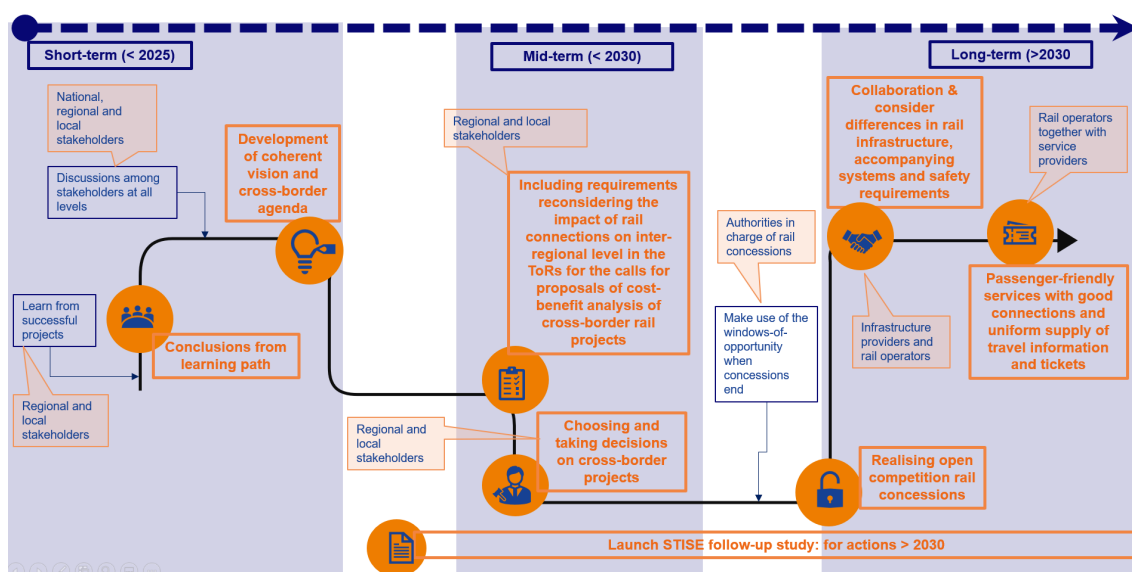 Short-term (< 2025)
Mid-term (< 2030)
Long-term (>2030
National,
regional and
local
stakeholders
Discussions among
stakeholders at all
levels
Development
of coherent
vision and
cross-border
agenda
Learn from
successful
projects
Conclusions from
learning path
Regional and
local
stakeholders
Regional and local
stakeholders
Including requirements
reconsidering the
impact of rail
connections on inter-
regional level in the
ToRs for the calls for
proposals of cost-
benefit analysis of
cross-border rail
projects
Regional and
local
stakeholders
Choosing and
taking decisions
on cross-border
projects
Authorities in
charge of rail
concessions
Make use of the
windows-of-
opportunity
when
concessions
end
Collaboration &
consider
differences in rail
infrastructure,
accompanying
systems and safety
requirements
Rail operators
together with
service
providers
Infrastructure
providers and
rail operators
Passenger-friendly
services with good
connections and
uniform supply of
travel information
and tickets
Realising open
competition rail
concessions
Launch STISE follow-up study: for actions > 2030